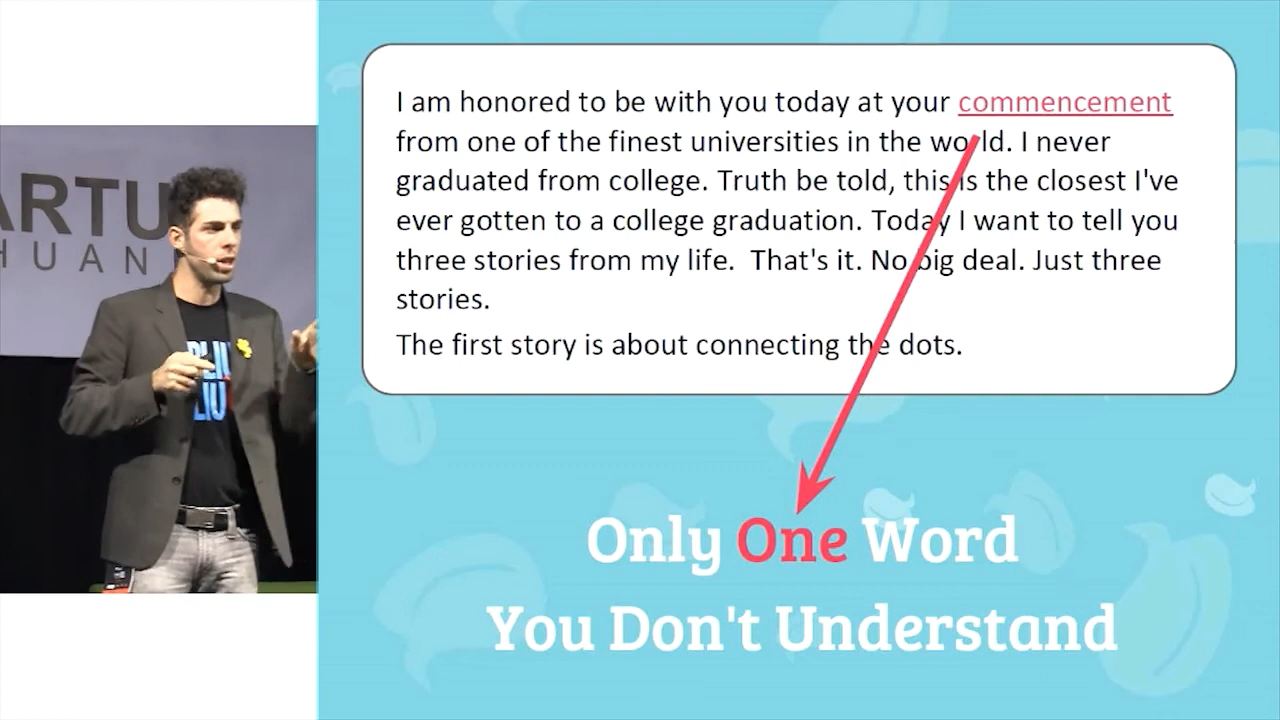 I am honored to be with you today at your commencement
from one of the finest universities in the world. I never
graduated from college. Truth be told, this is the closest I've
ever gotten to a college graduation. Today I want to tell you
three stories from my life.  That's it. No big deal. Just three
stories.
The first story is about connecting the dots.
Only One Word
You Don't Understand
ARTU
HUAN